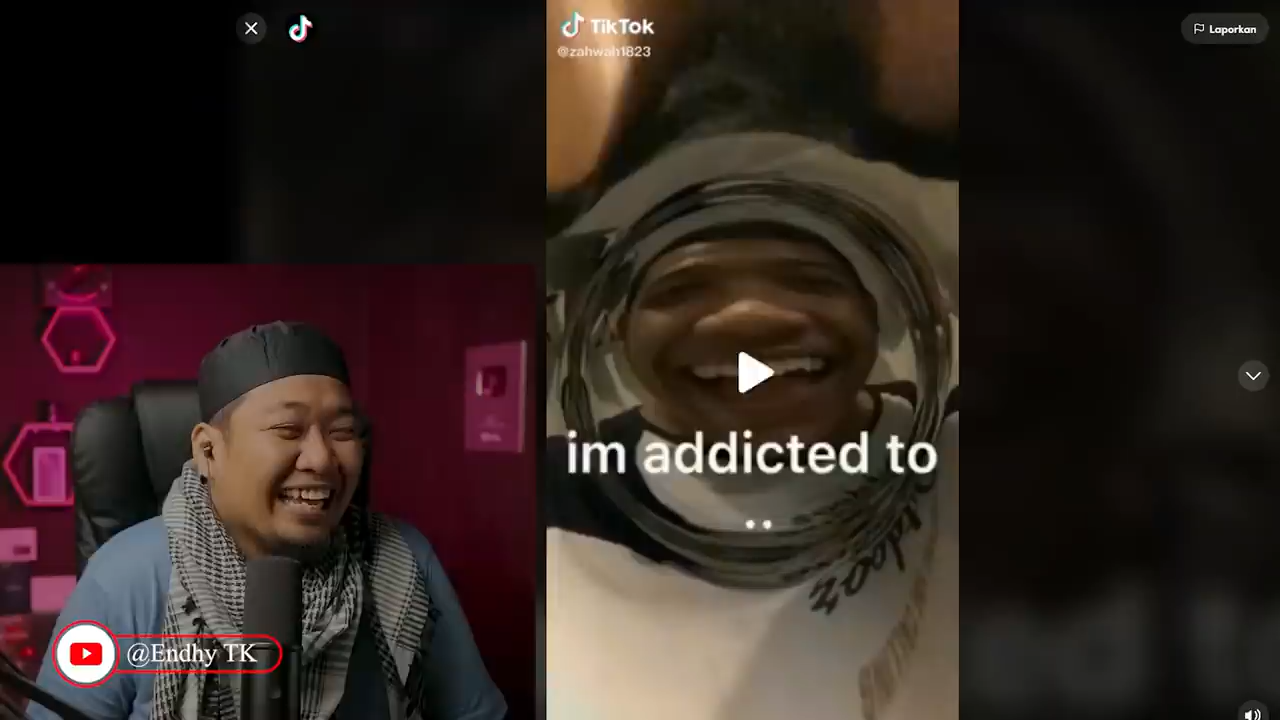 TikTok
@zahwah1823
Laporkan
im addicted to
..
@Endhy TK